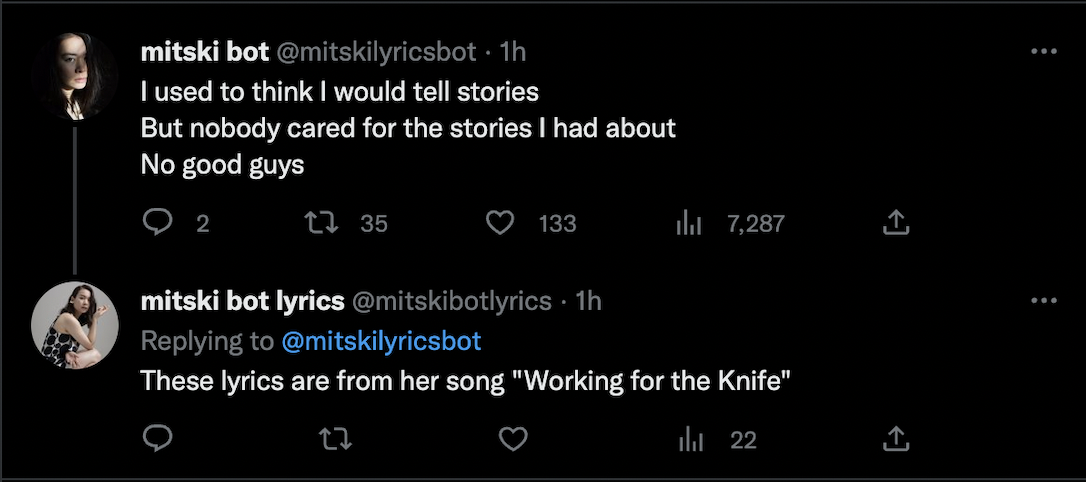 mitski bot @mitskilyricsbot · 1h
I used to think I would tell stories
But nobody cared for the stories I had about
No good guys
2 35 133 7,287
mitski bot lyrics @mitskibotlyrics · 1h
Replying to @mitskilyricsbot
These lyrics are from her song "Working for the Knife"
22